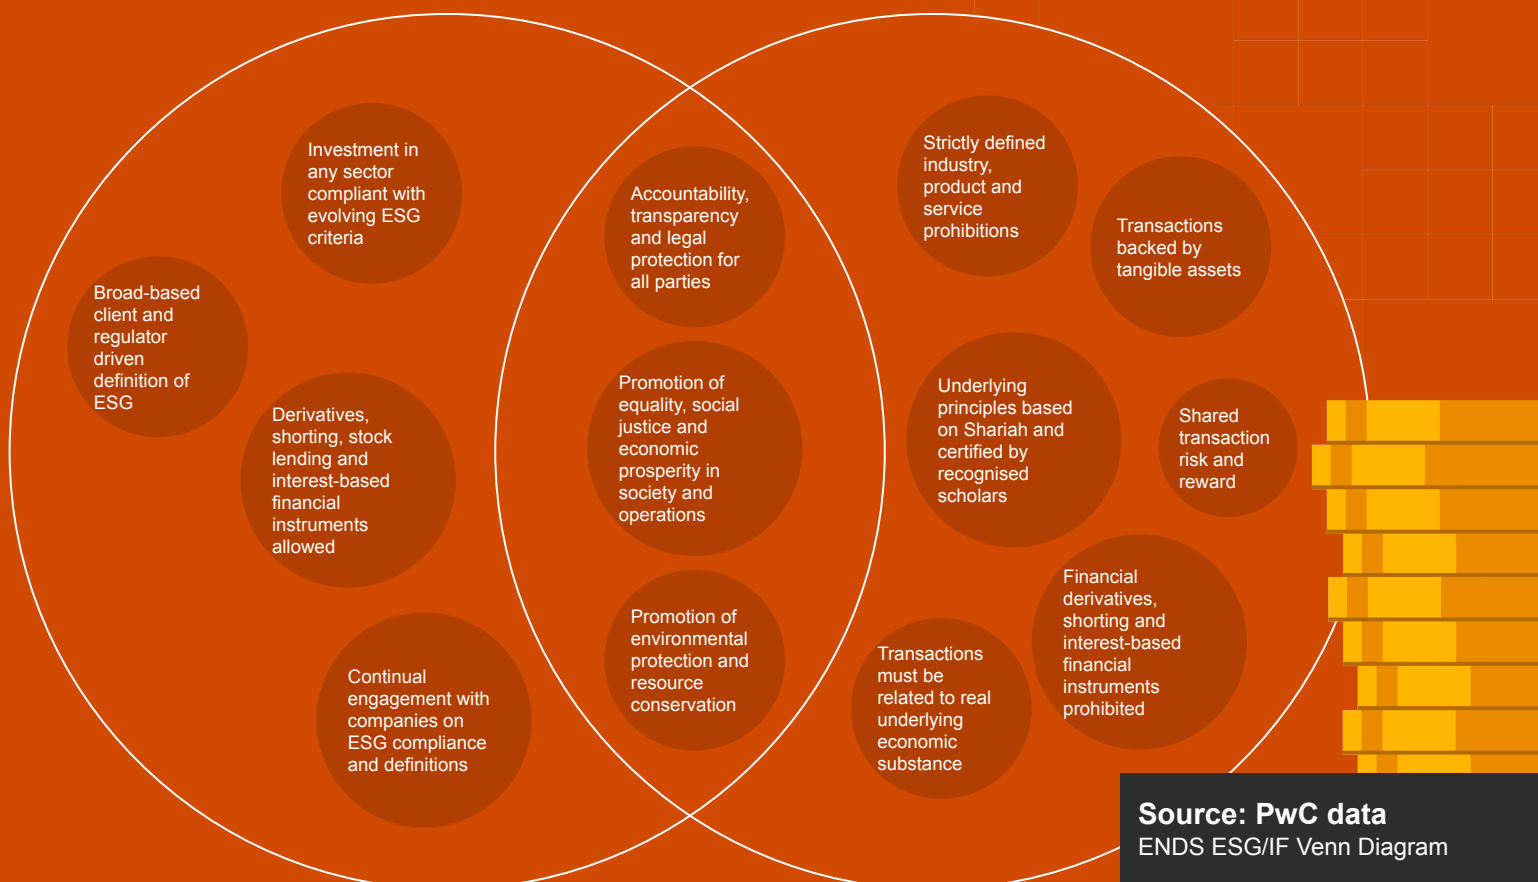 Investment in
any sector
compliant with
evolving ESG
criteria
Broad-based
client and
regulator
driven
definition of
ESG
Derivatives,
shorting, stock
lending and
interest-based
financial
instruments
allowed
Continual
engagement with
companies on
ESG compliance
and definitions
Accountability,
transparency
and legal
protection for
all parties
Promotion of
equality, social
justice and
economic
prosperity in
society and
operations
Promotion of
environmental
protection and
resource
conservation
Strictly defined
industry,
product and
service
prohibitions
Transactions
backed by
tangible assets
Underlying
principles based
on Shariah and
certified by
recognised
scholars
Shared
transaction
risk and
reward
Financial
derivatives,
shorting and
interest-based
financial
instruments
prohibited
Transactions
must be
related to real
underlying
economic
substance
Source: PwC data
ENDS ESG/IF Venn Diagram